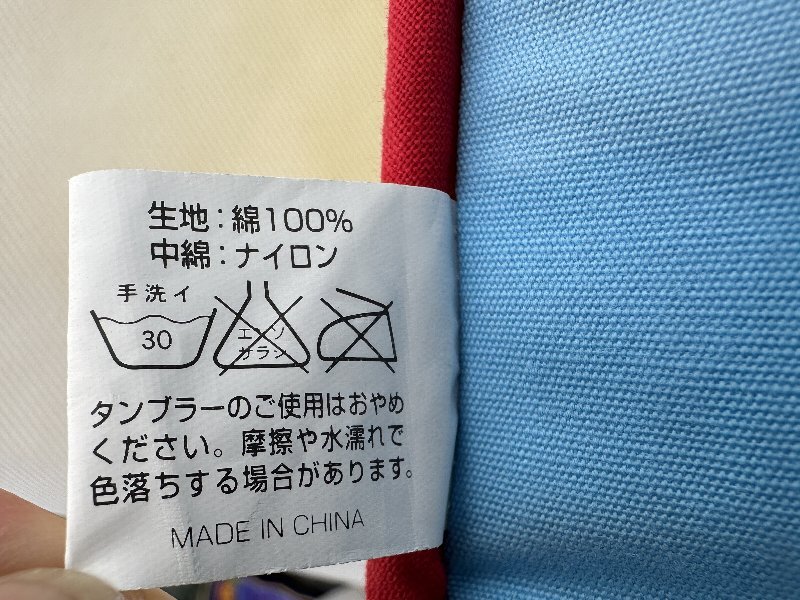 生地：綿100%
中綿：ナイロン
手洗イ
30
エンソ
サラシ
タンブラーのご使用はおやめ
ください。摩擦や水濡れで
色落ちする場合があります。
MADE IN CHINA